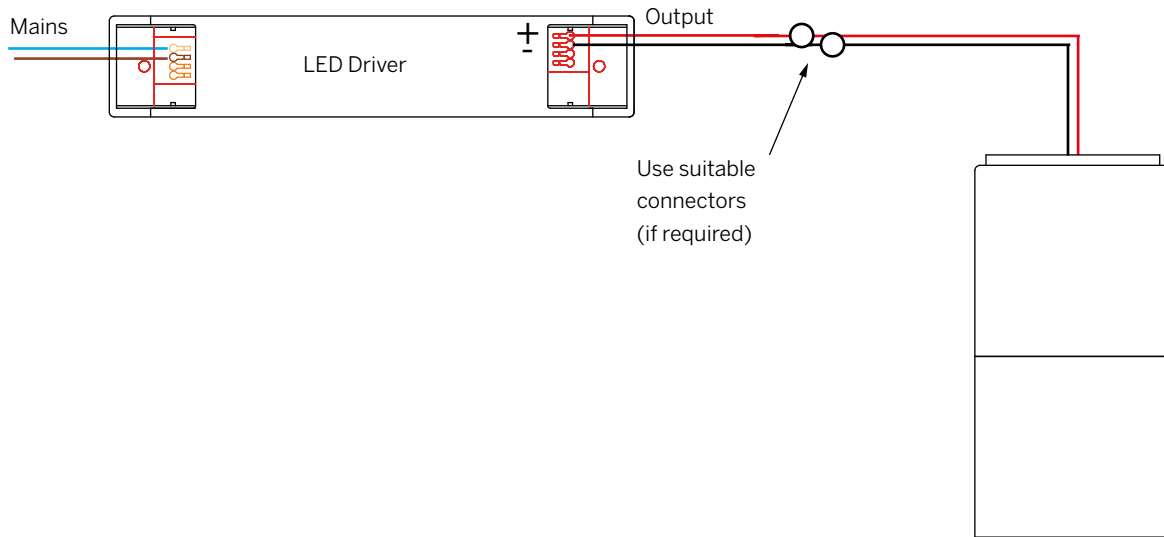 Mains
LED Driver
+
-
Output
Use suitable
connectors
(if required)